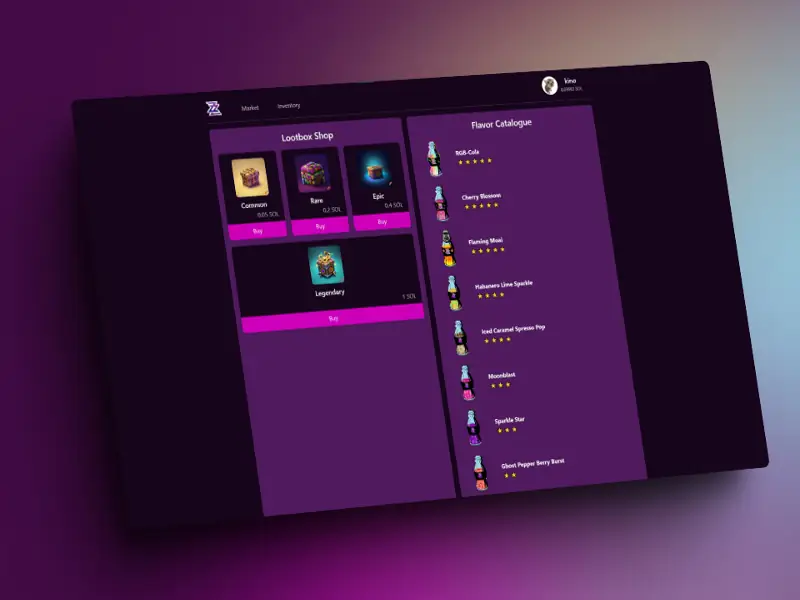 Market
Inventory
kino
Lootbox Shop
Common
0.05 SOL
Buy
Rare
0.2 SOL
Buy
Epic
0.4 SOL
Buy
Legendary
1 SOL
Buy
Flavor Catalogue
RGB-Cola
★★★★★
Cherry Blossom
★★★★★
Flaming Moai
★★★★★
Habanero Lime Sparkle
★★★★
Iced Caramel Spresso Pop
★★★★
Moonblast
★★★
Sparkle Star
★★★
Ghost Pepper Berry Burst
★★